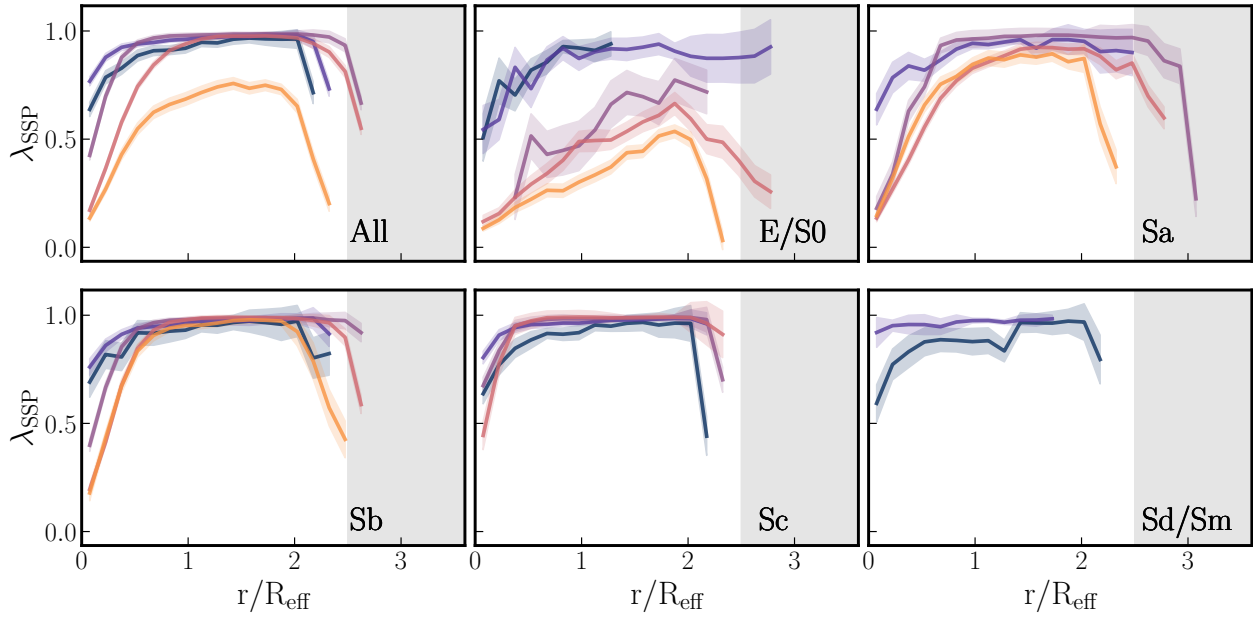 1.0
0.5
0.0
λSSP
All
E/S0
Sa
1.0
0.5
0.0
λSSP
Sb
Sc
Sd/Sm
0 1 2 3
0 1 2 3
0 1 2 3
r/Reff
r/Reff
r/Reff